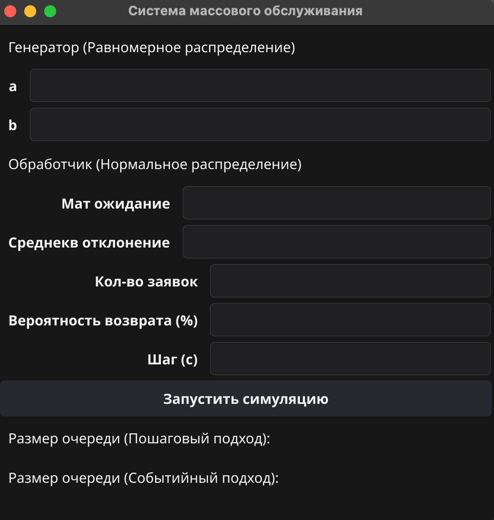 Система массового обслуживания
Генератор (Равномерное распределение)
a
b
Обработчик (Нормальное распределение)
Мат ожидание
Среднекв отклонение
Кол-во заявок
Вероятность возврата (%)
Шаг (с)
Запустить симуляцию
Размер очереди (Пошаговый подход):
Размер очереди (Событийный подход):